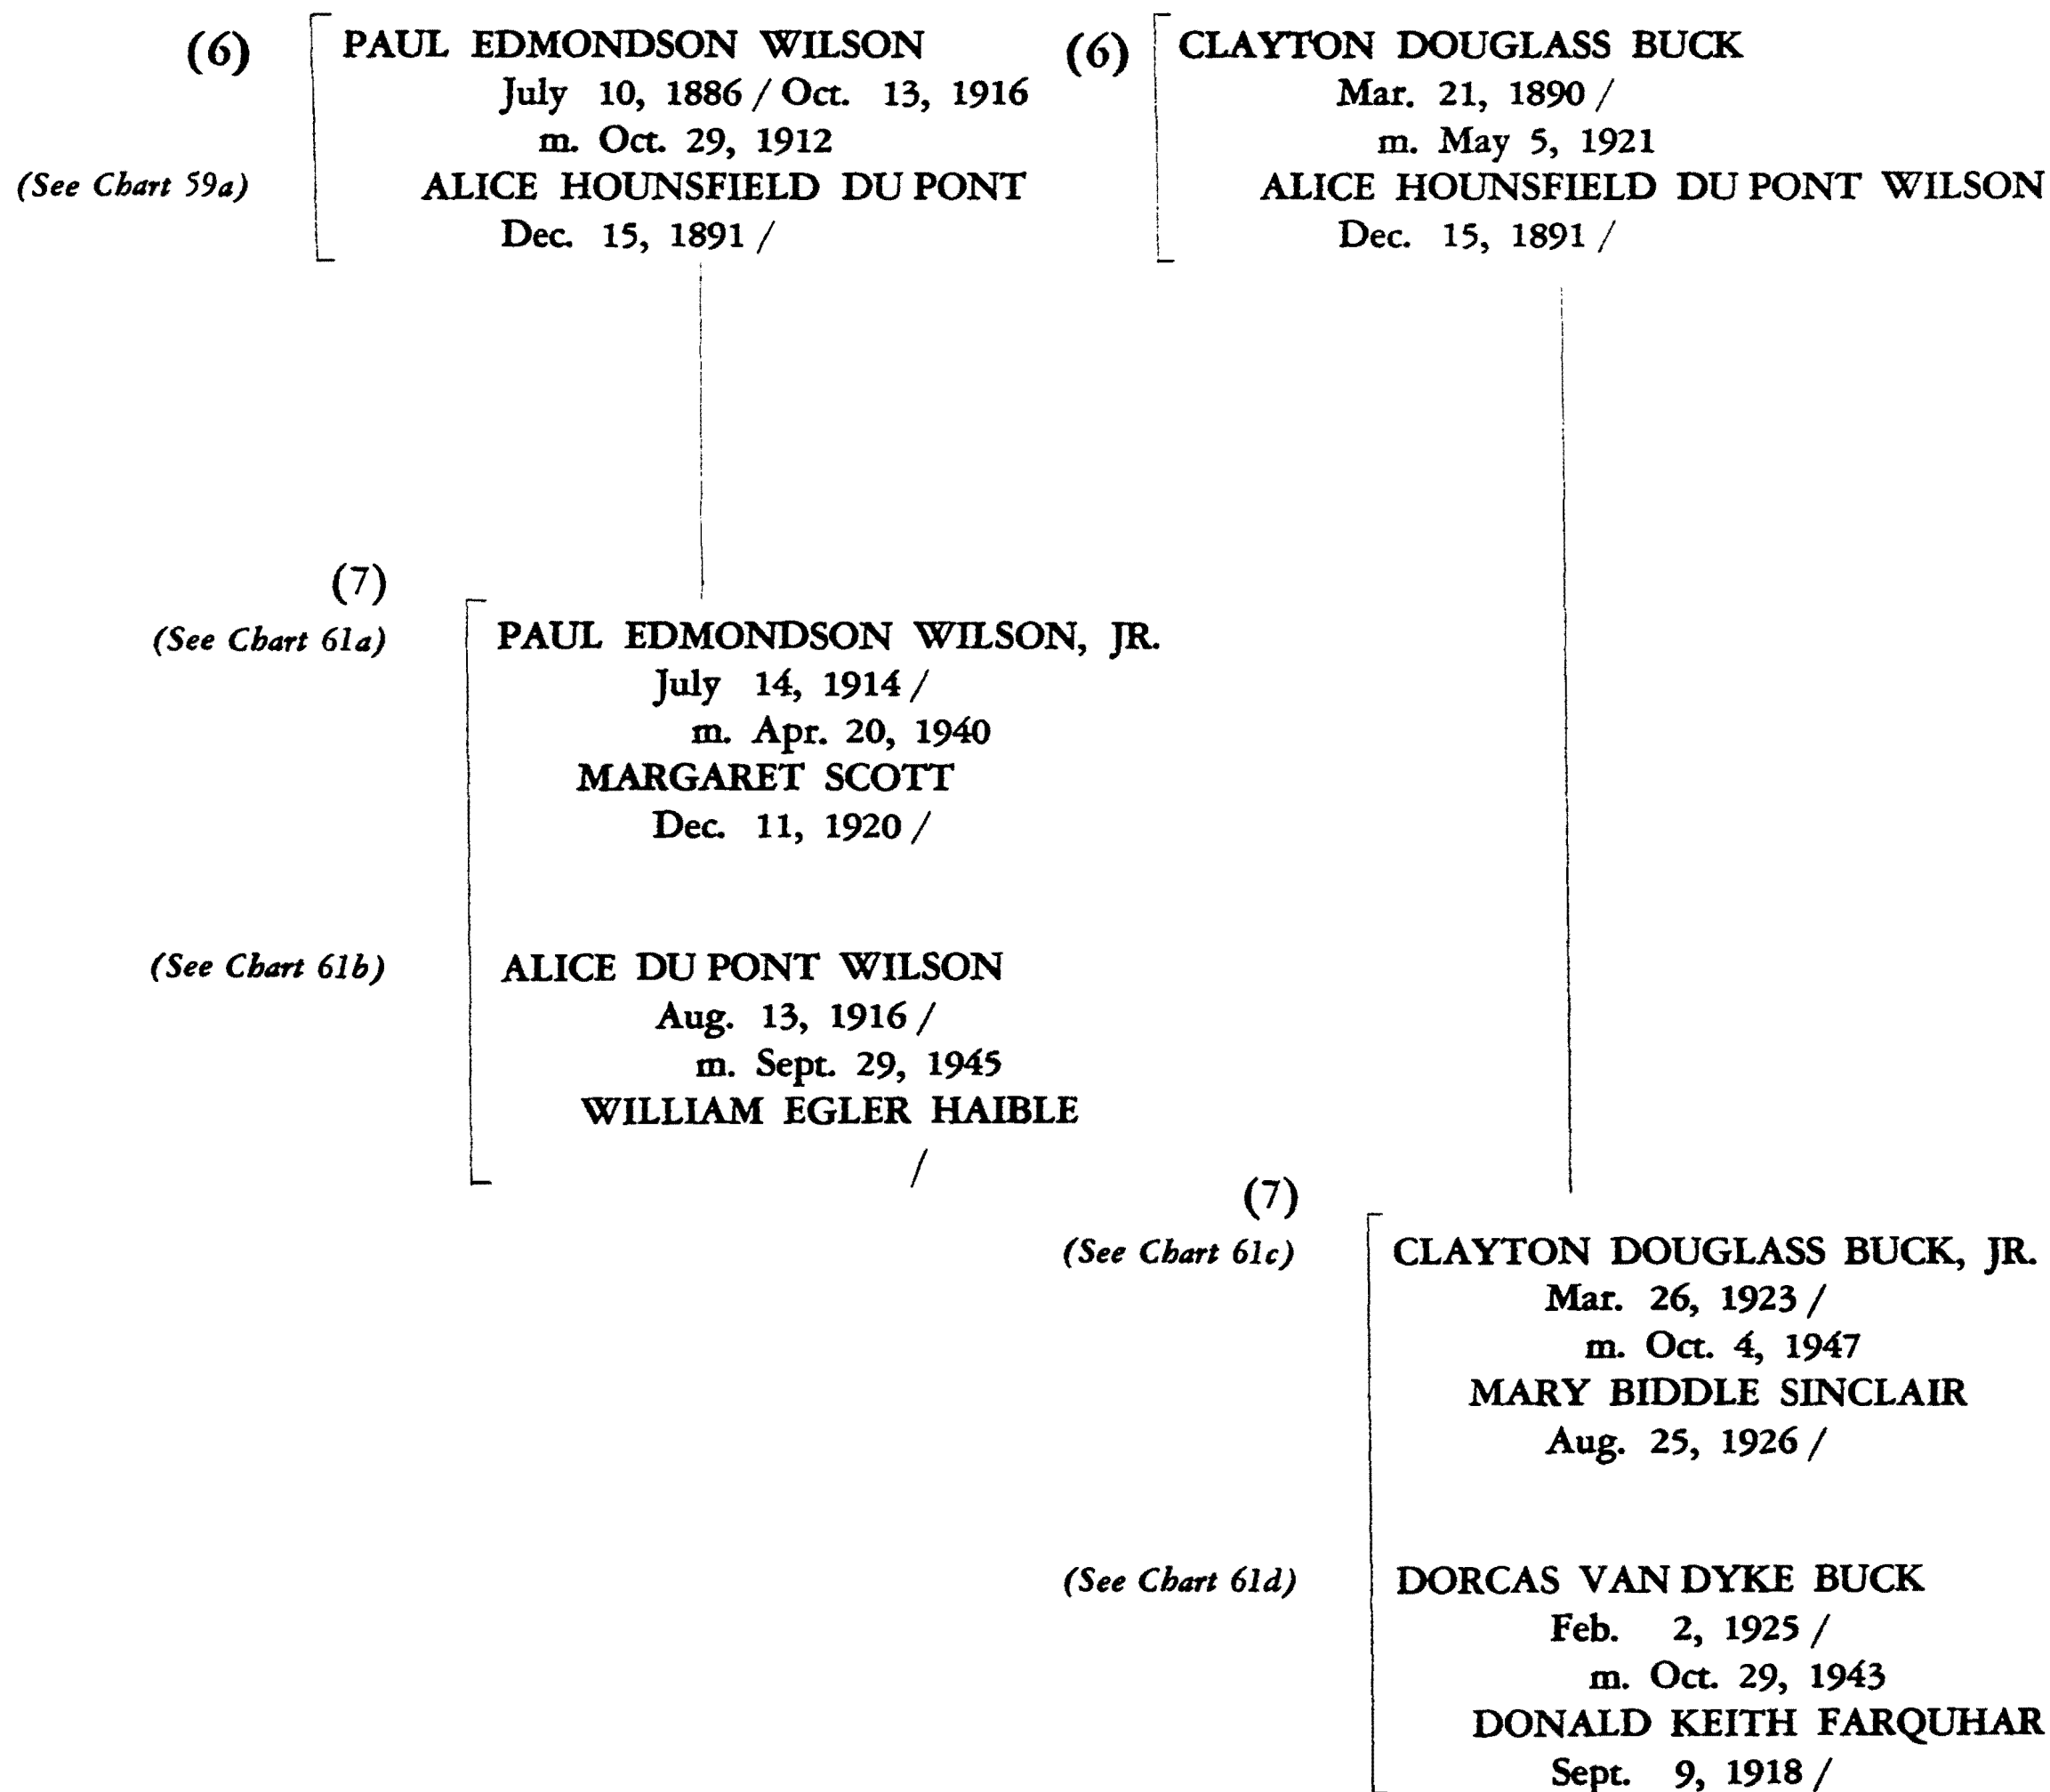 (6) PAUL EDMONDSON WILSON
July 10, 1886 / Oct. 13, 1916
m. Oct. 29, 1912
(See Chart 59a) ALICE HOUNSFIELD DU PONT
Dec. 15, 1891 /
(6) CLAYTON DOUGLASS BUCK
Mar. 21, 1890 /
m. May 5, 1921
ALICE HOUNSFIELD DU PONT WILSON
Dec. 15, 1891 /
(7)
(See Chart 61a) PAUL EDMONDSON WILSON, JR.
July 14, 1914 /
m. Apr. 20, 1940
MARGARET SCOTT
Dec. 11, 1920 /
(See Chart 61b) ALICE DU PONT WILSON
Aug. 13, 1916 /
m. Sept. 29, 1945
WILLIAM EGLER HAIBLE
/
(7)
(See Chart 61c) CLAYTON DOUGLASS BUCK, JR.
Mar. 26, 1923 /
m. Oct. 4, 1947
MARY BIDDLE SINCLAIR
Aug. 25, 1926 /
(See Chart 61d) DORCAS VAN DYKE BUCK
Feb. 2, 1925 /
m. Oct. 29, 1943
DONALD KEITH FARQUHAR
Sept. 9, 1918 /